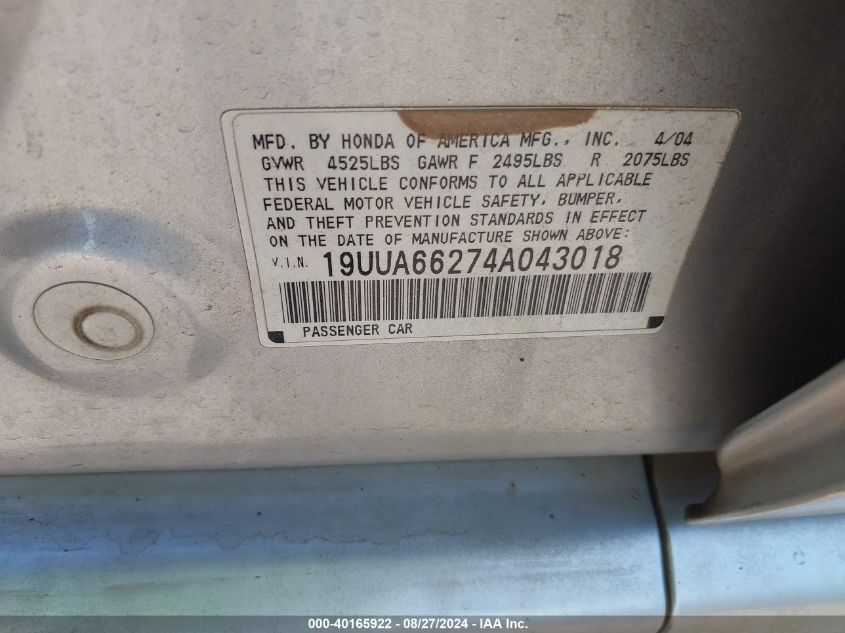 MFD. BY HONDA OF AMERICA MFG., INC. 4/04
GVWR 4525LBS GAWR F 2495LBS R 2075LBS
THIS VEHICLE CONFORMS TO ALL APPLICABLE
FEDERAL MOTOR VEHICLE SAFETY, BUMPER,
AND THEFT PREVENTION STANDARDS IN EFFECT
ON THE DATE OF MANUFACTURE SHOWN ABOVE:
V.I.N. 19UUA66274A043018
PASSENGER CAR
000-40165922 - 08/27/2024 - IAA Inc.